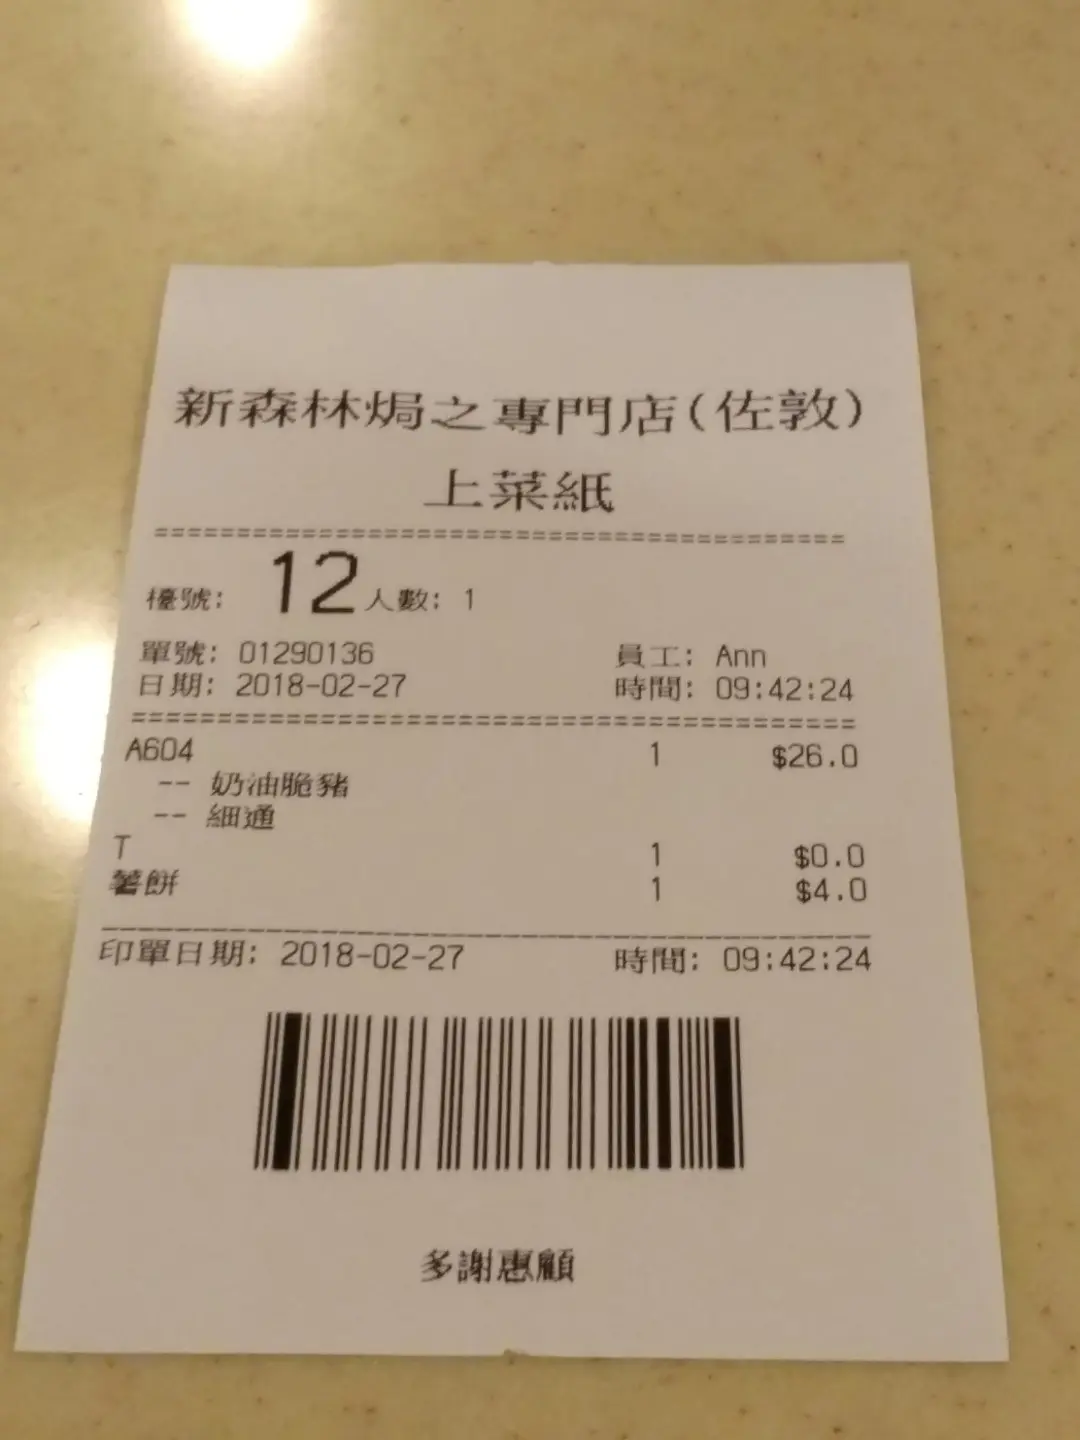 新森林焗之專門店(佐敦)
上菜紙
========================================
檯號: 12 人數: 1
單號: 01290136 員工: Ann
日期: 2018-02-27 時間: 09:42:24
========================================
A604 1 $26.0
-- 奶油脆豬
-- 細通
T 1 $0.0
薯餅 1 $4.0
----------------------------------------
印單日期: 2018-02-27 時間: 09:42:24
多謝惠顧